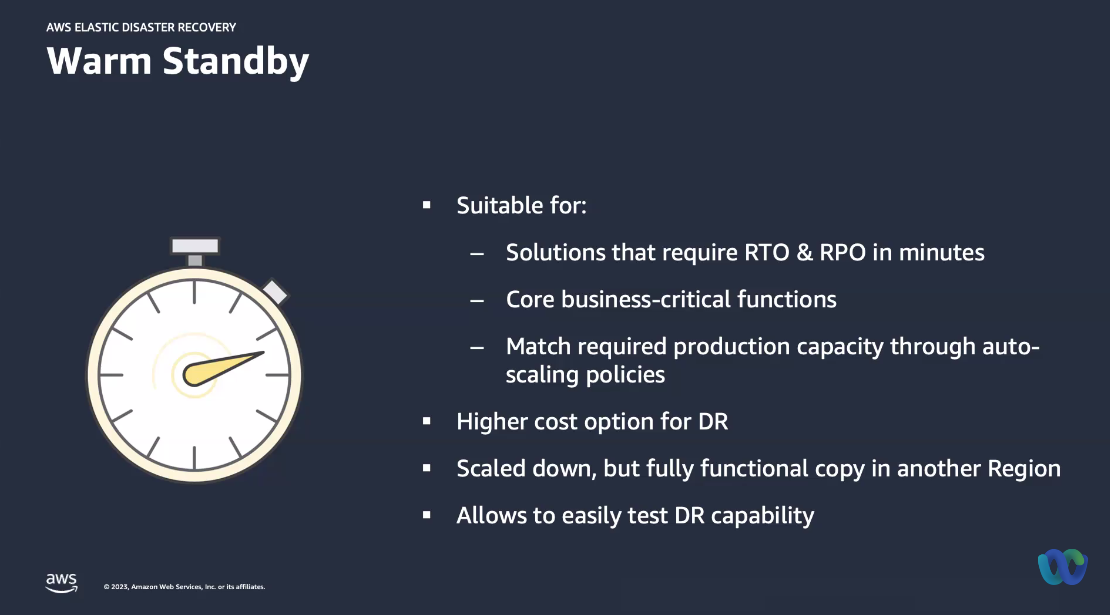 AWS ELASTIC DISASTER RECOVERY
Warm Standby
▪ Suitable for:
– Solutions that require RTO & RPO in minutes
– Core business-critical functions
– Match required production capacity through auto-
scaling policies
▪ Higher cost option for DR
▪ Scaled down, but fully functional copy in another Region
▪ Allows to easily test DR capability
aws
© 2023, Amazon Web Services, Inc. or its affiliates.